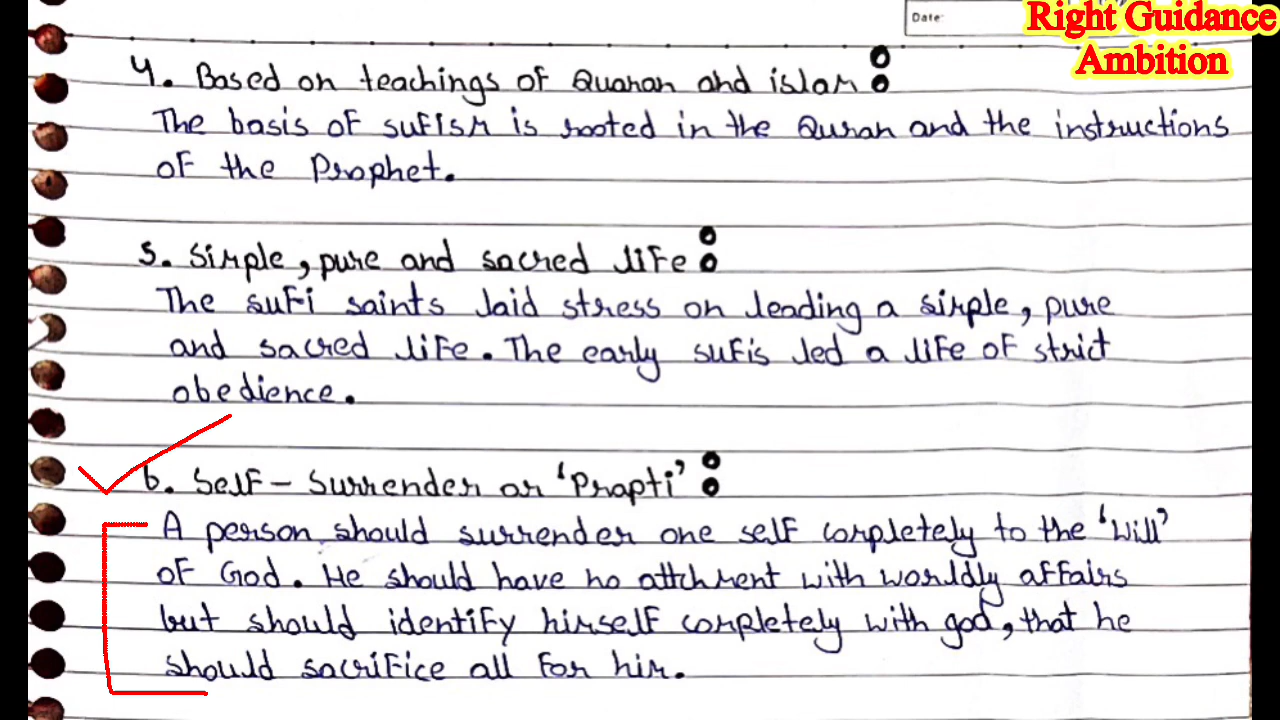 Date:
Right Guidance
Ambition
4. Based on teachings of Quaran and islam:
The basis of sufism is rooted in the Quran and the instructions
of the Prophet.
5. Simple, pure and sacred life:
The sufi saints laid stress on leading a simple, pure
and sacred life. The early sufis led a life of strict
obedience.
6. Self - Surrender or 'Prapti':
A person should surrender one self completely to the 'will'
of God. He should have no attchment with worldly affairs
but should identify himself completely with god, that he
should sacrifice all for him.